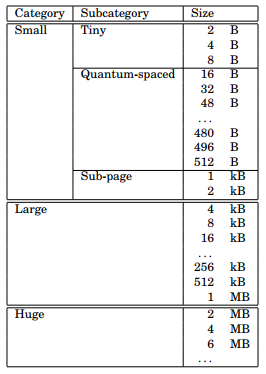 Category Subcategory Size
Small Tiny 2 B
4 B
8 B
Quantum-spaced 16 B
32 B
48 B
...
480 B
496 B
512 B
Sub-page 1 kB
2 kB
Large 4 kB
8 kB
16 kB
...
256 kB
512 kB
1 MB
Huge 2 MB
4 MB
6 MB
...